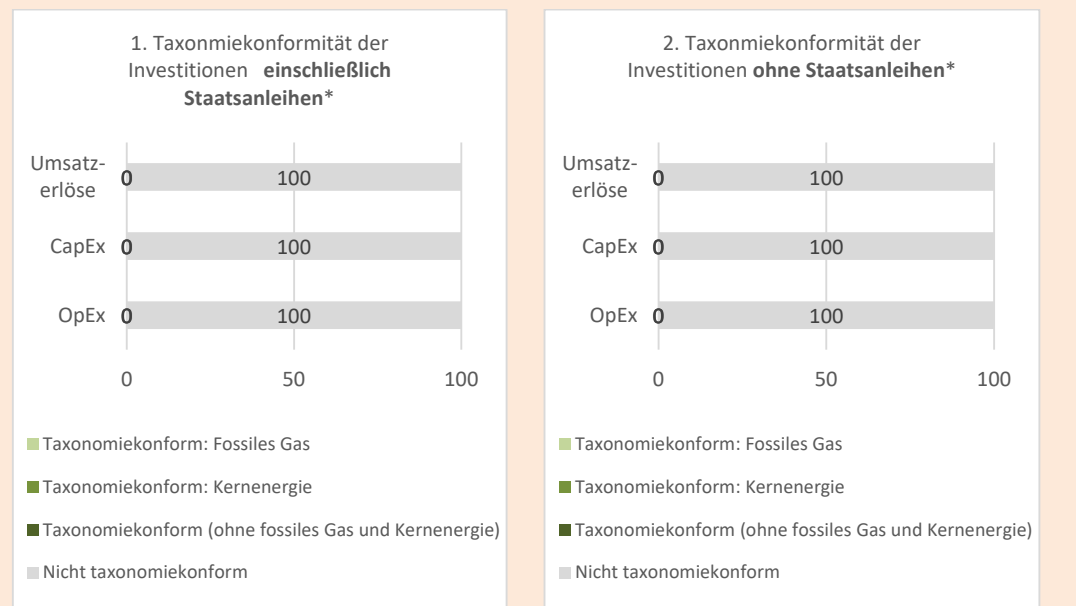 1. Taxonmiekonformität der
Investitionen einschließlich
Staatsanleihen*
Umsatz-
erlöse
0 100
CapEx 0 100
OpEx 0 100
0 50 100
Taxonomiekonform: Fossiles Gas
Taxonomiekonform: Kernenergie
Taxonomiekonform (ohne fossiles Gas und Kernenergie)
Nicht taxonomiekonform
2. Taxonmiekonformität der
Investitionen ohne Staatsanleihen*
Umsatz-
erlöse
0 100
CapEx 0 100
OpEx 0 100
0 50 100
Taxonomiekonform: Fossiles Gas
Taxonomiekonform: Kernenergie
Taxonomiekonform (ohne fossiles Gas und Kernenergie)
Nicht taxonomiekonform